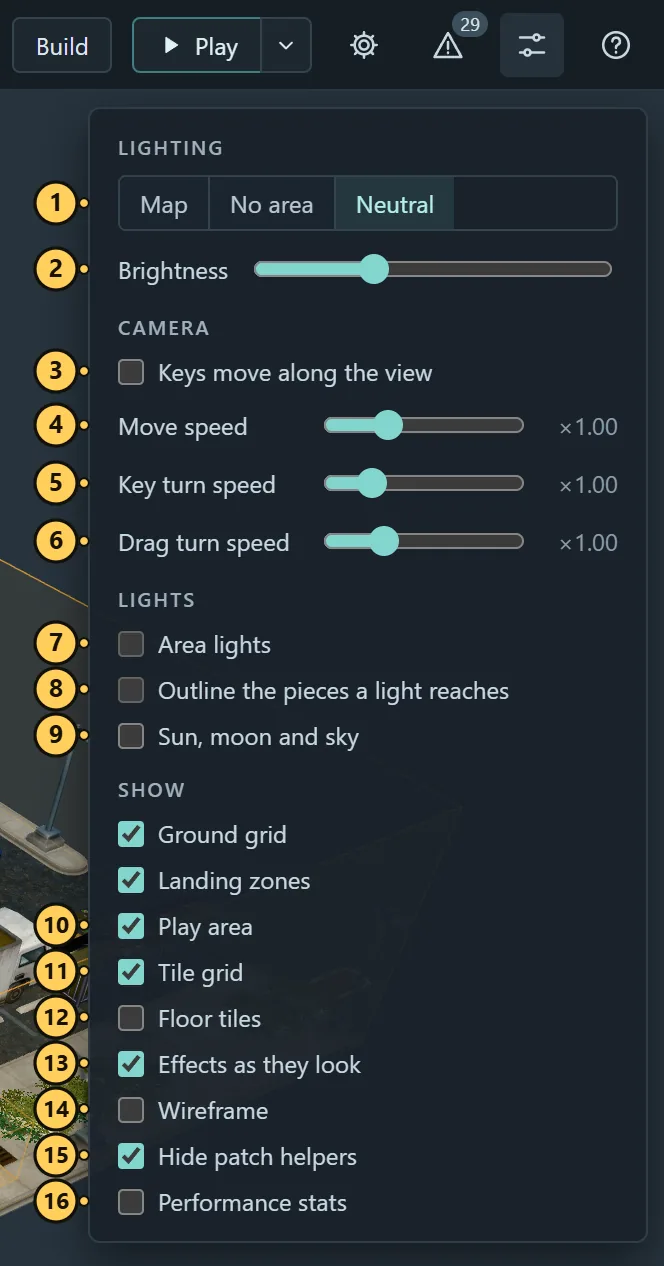 Build
Play
29
LIGHTING
1
Map No area Neutral
2
Brightness
CAMERA
3
Keys move along the view
4
Move speed ×1.00
5
Key turn speed ×1.00
6
Drag turn speed ×1.00
LIGHTS
7
Area lights
8
Outline the pieces a light reaches
9
Sun, moon and sky
SHOW
Ground grid
Landing zones
10
Play area
11
Tile grid
12
Floor tiles
13
Effects as they look
14
Wireframe
15
Hide patch helpers
16
Performance stats